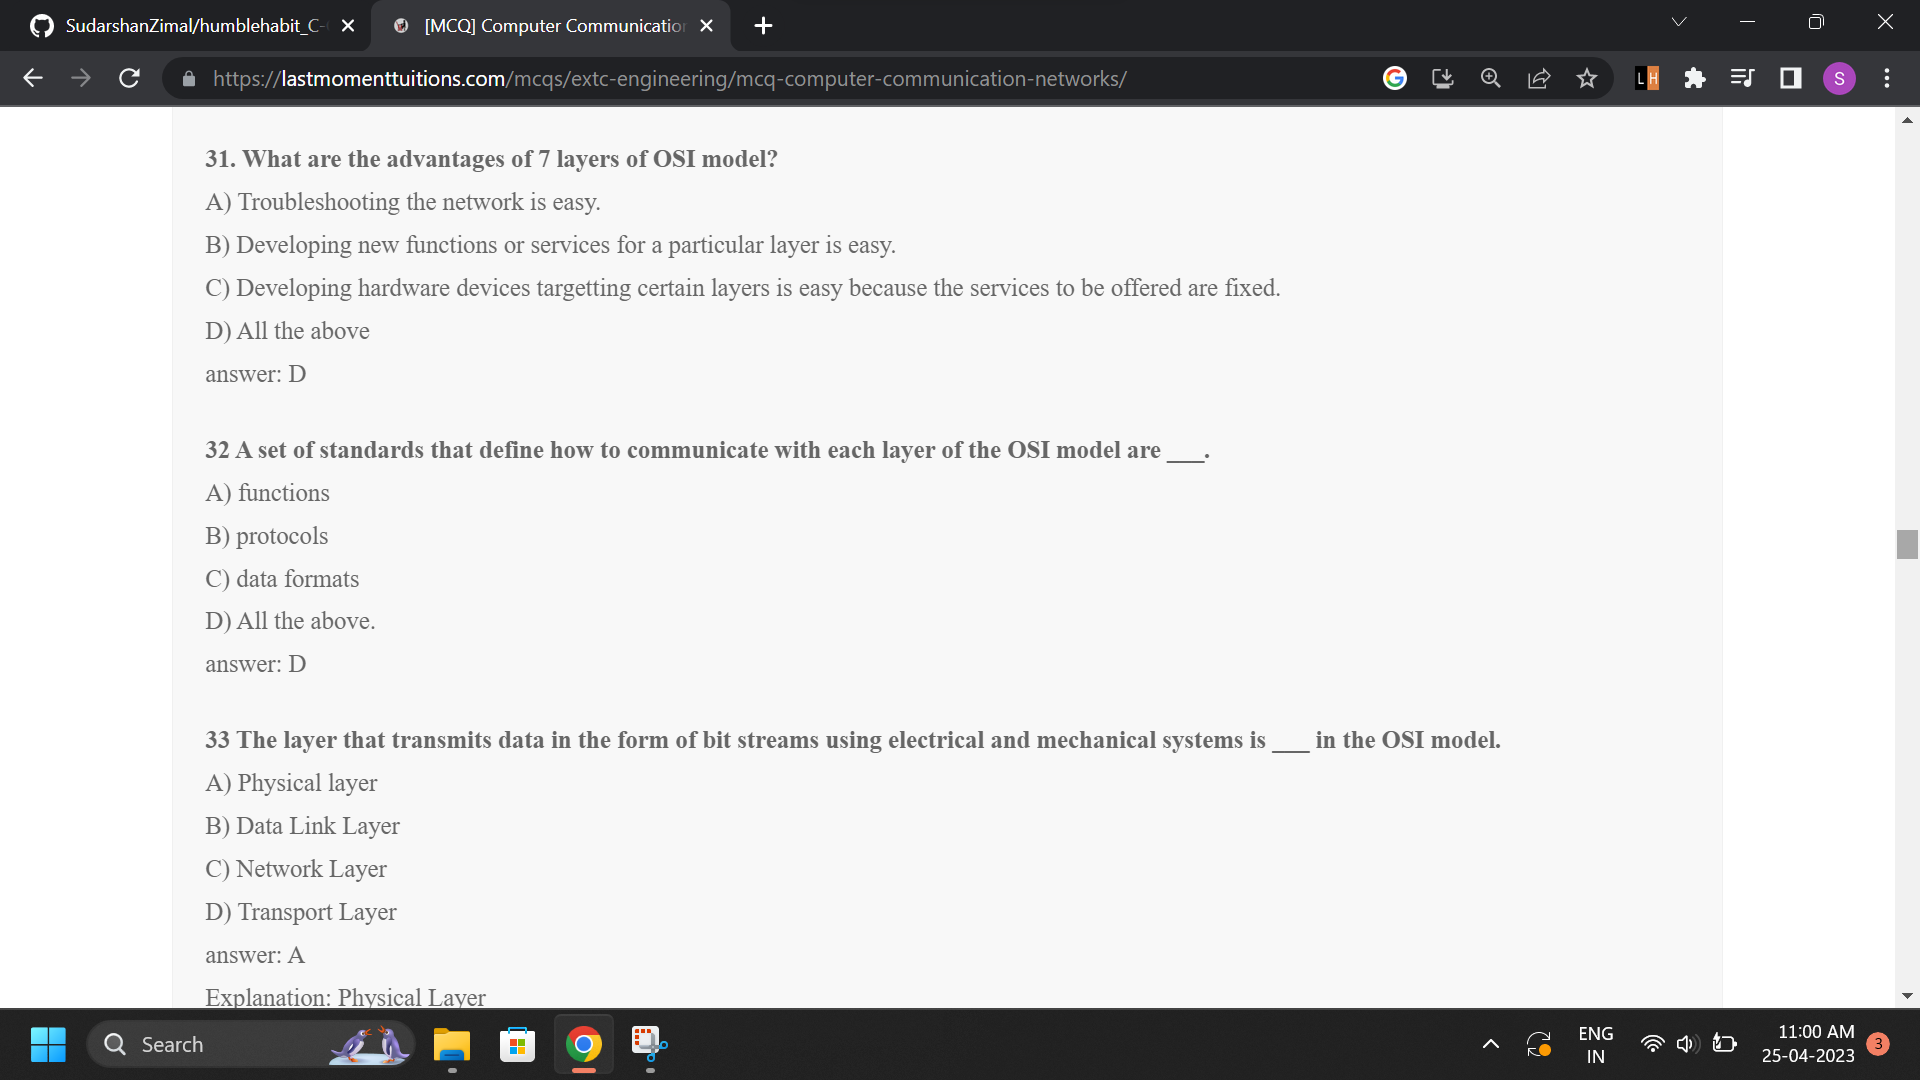 SudarshanZimal/humblehabit_C-
[MCQ] Computer Communication
https://lastmomenttuitions.com/mcqs/extc-engineering/mcq-computer-communication-networks/
LH
S
31. What are the advantages of 7 layers of OSI model?
A) Troubleshooting the network is easy.
B) Developing new functions or services for a particular layer is easy.
C) Developing hardware devices targetting certain layers is easy because the services to be offered are fixed.
D) All the above
answer: D
32 A set of standards that define how to communicate with each layer of the OSI model are ___.
A) functions
B) protocols
C) data formats
D) All the above.
answer: D
33 The layer that transmits data in the form of bit streams using electrical and mechanical systems is ___ in the OSI model.
A) Physical layer
B) Data Link Layer
C) Network Layer
D) Transport Layer
answer: A
Explanation: Physical Layer
Search
ENG
IN
11:00 AM
25-04-2023
3